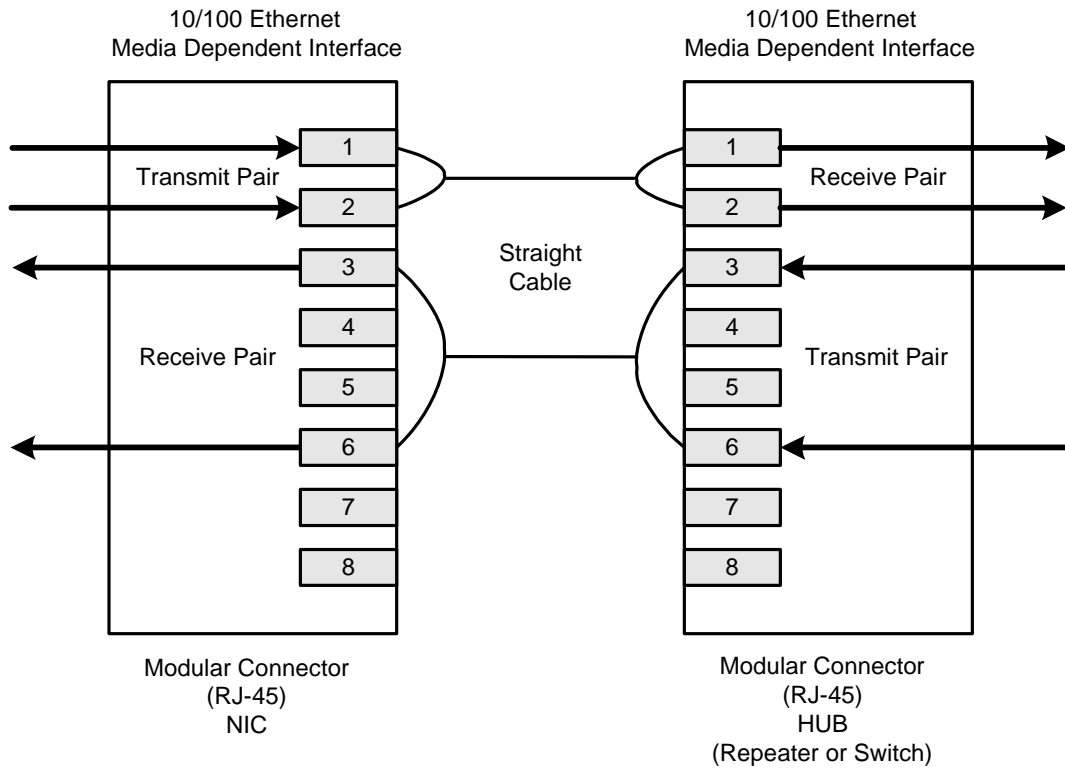 10/100 Ethernet
Media Dependent Interface
1
Transmit Pair
2
3
4
Receive Pair
5
6
7
8
Modular Connector
(RJ-45)
NIC
Straight
Cable
10/100 Ethernet
Media Dependent Interface
1
Receive Pair
2
3
4
Transmit Pair
5
6
7
8
Modular Connector
(RJ-45)
HUB
(Repeater or Switch)